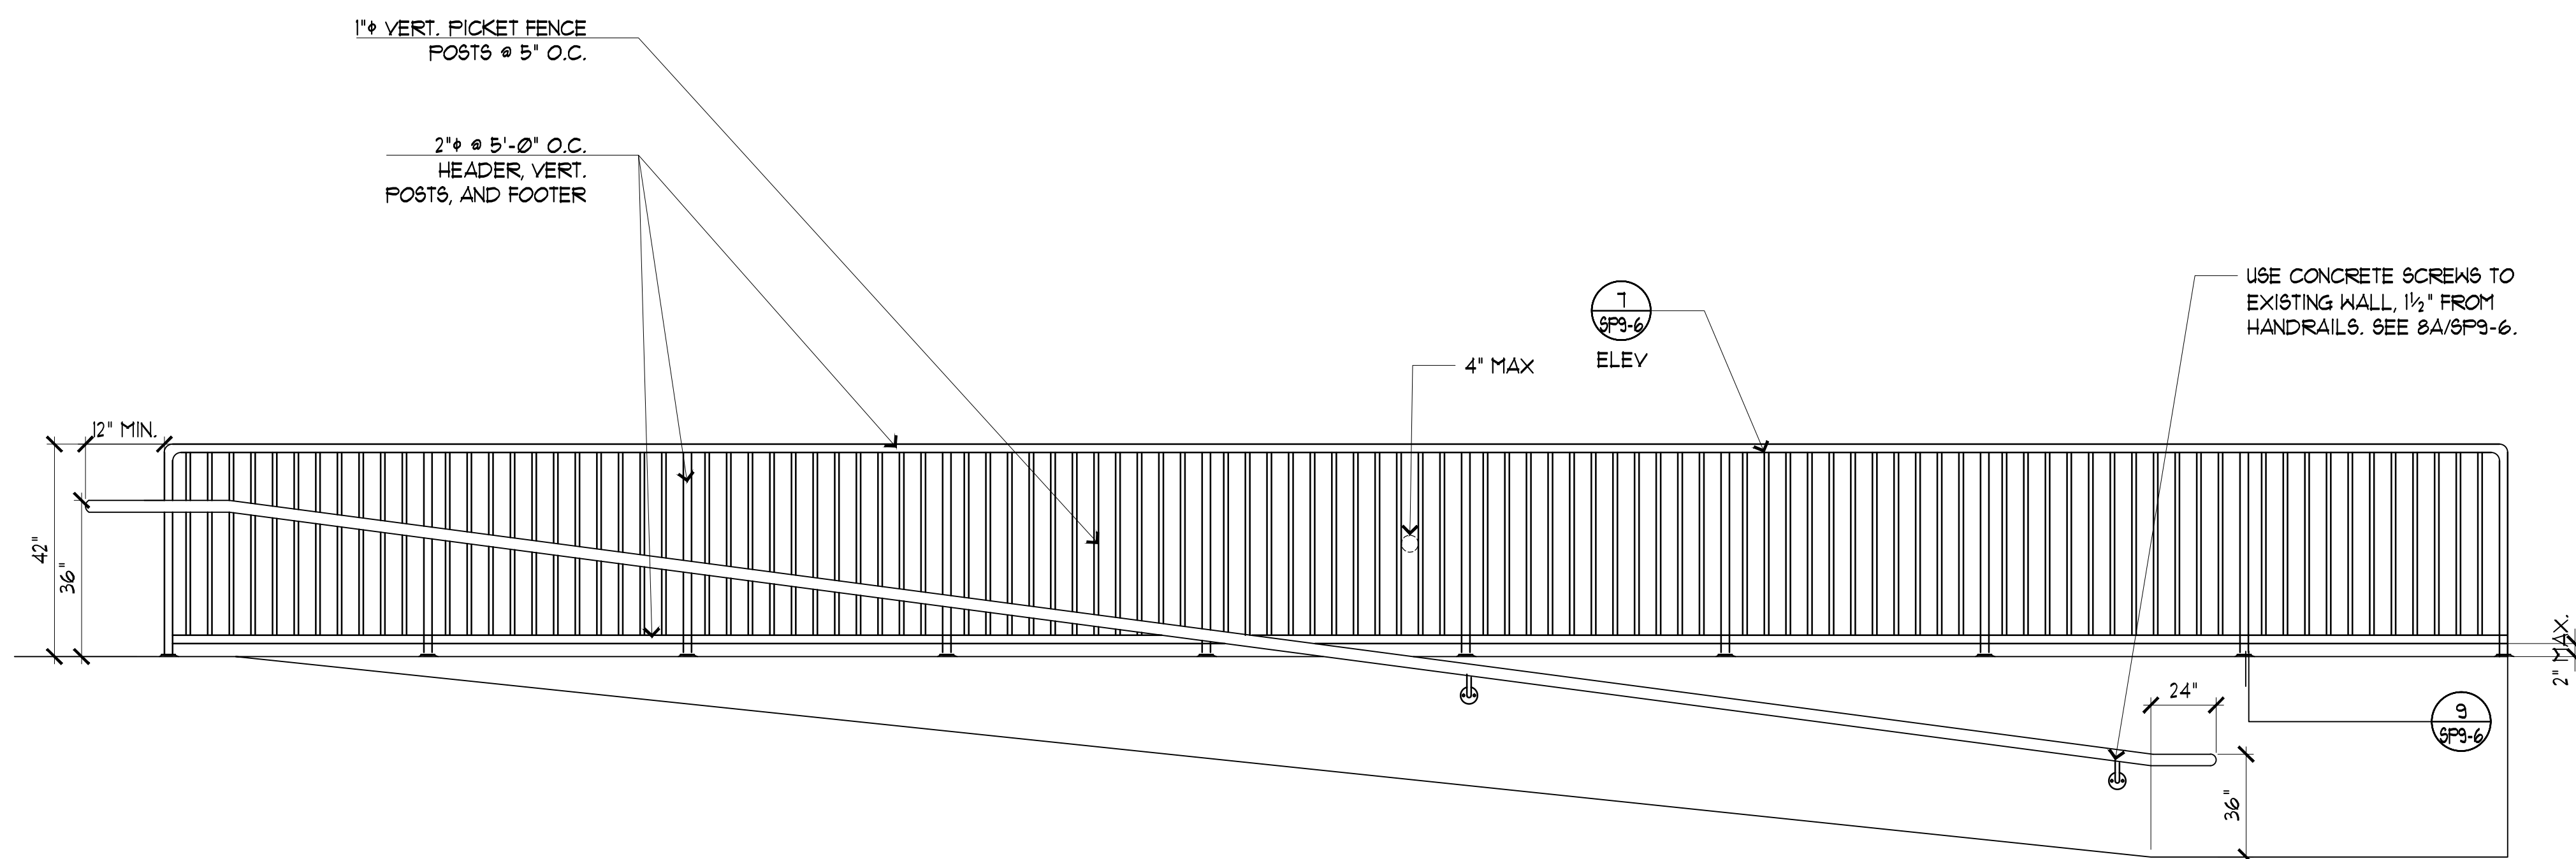 1"ϕ VERT. PICKET FENCE
POSTS @ 5" O.C.
2"ϕ @ 5'-0" O.C.
HEADER, VERT.
POSTS, AND FOOTER
USE CONCRETE SCREWS TO
EXISTING WALL, 1½" FROM
HANDRAILS. SEE 8A/SP9-6.
7
SP9-6
ELEV
4" MAX
12" MIN.
42"
36"
2" MAX.
24"
9
SP9-6
36"